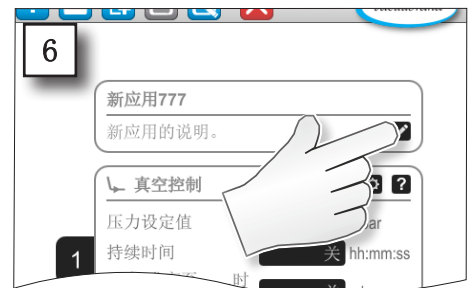 6
新应用777
新应用的说明。
真空控制
?
压力设定值
ar
1
持续时间
关 hh:mm:ss
时